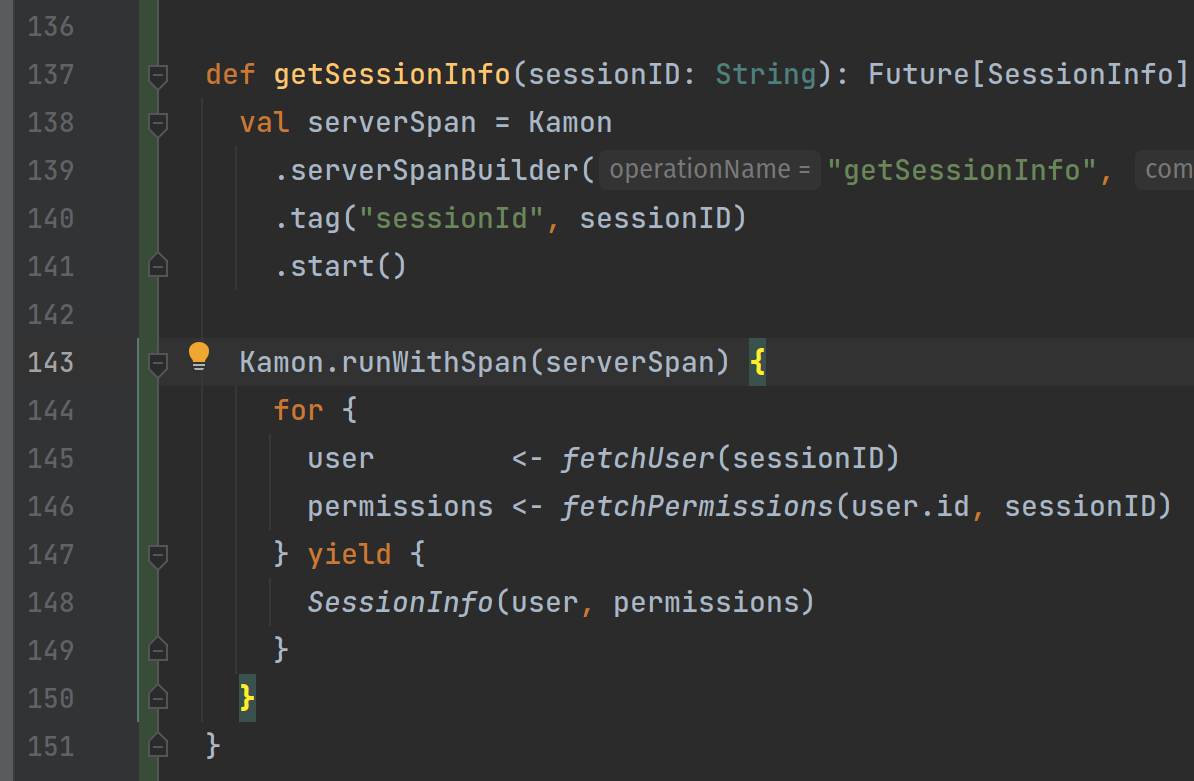 136
137 def getSessionInfo(sessionID: String): Future[SessionInfo]
138 val serverSpan = Kamon
139 .serverSpanBuilder( operationName = "getSessionInfo", com
140 .tag("sessionId", sessionID)
141 .start()
142
143 Kamon.runWithSpan(serverSpan) {
144 for {
145 user <- fetchUser(sessionID)
146 permissions <- fetchPermissions(user.id, sessionID)
147 } yield {
148 SessionInfo(user, permissions)
149 }
150 }
151 }